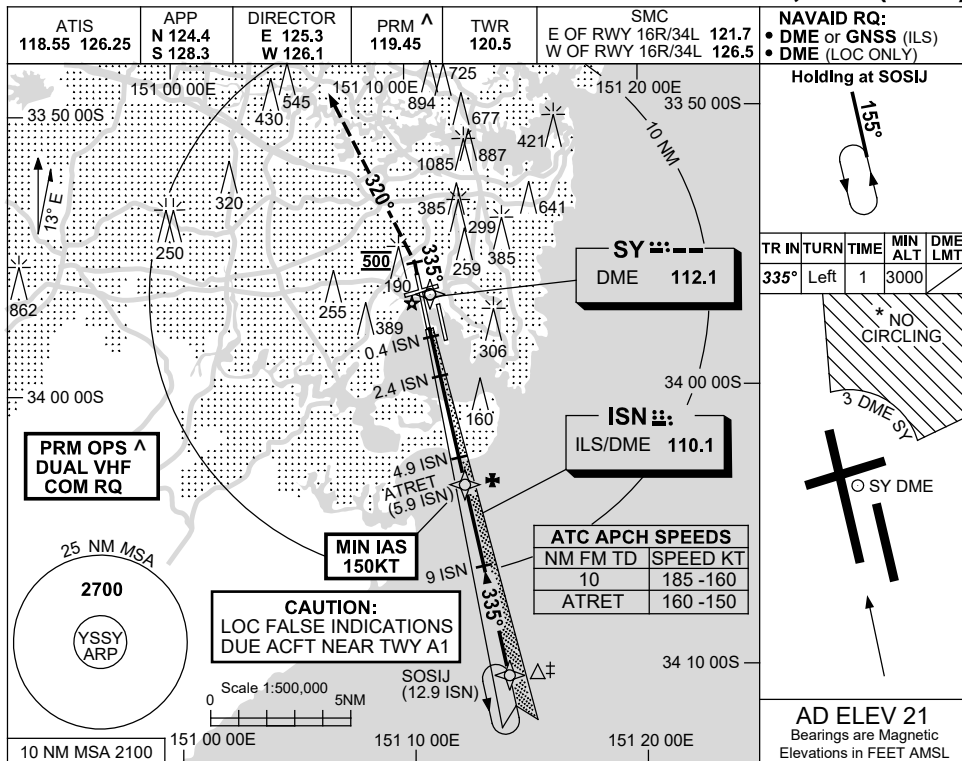 ATIS
118.55 126.25
APP
N 124.4
S 128.3
DIRECTOR
E 125.3
W 126.1
PRM ^
119.45
TWR
120.5
SMC
E OF RWY 16R/34L 121.7
W OF RWY 16R/34L 126.5
NAVAID RQ:
• DME or GNSS (ILS)
• DME (LOC ONLY)
151 00 00E
151 10 00E
151 20 00E
33 50 00S
33 50 00S
545
430
894
725
677
421
1085
887
10 NM
13° E
320
320°
385
641
299
250
500
335°
259
385
190
862
255
389
306
0.4 ISN
SY
DME 112.1
34 00 00S
34 00 00S
2.4 ISN
160
ISN
ILS/DME 110.1
PRM OPS ^
DUAL VHF
COM RQ
4.9 ISN
ATRET
(5.9 ISN)
25 NM MSA
2700
YSSY
ARP
MIN IAS
150KT
9 ISN
ATC APCH SPEEDS
NM FM TD SPEED KT
10 185 -160
ATRET 160 -150
CAUTION:
LOC FALSE INDICATIONS
DUE ACFT NEAR TWY A1
335°
34 10 00S
SOSIJ
(12.9 ISN)
‡
Scale 1:500,000
0 5NM
10 NM MSA 2100
151 00 00E
151 10 00E
151 20 00E
Holding at SOSIJ
155°
TR IN TURN TIME MIN ALT DME LMT
335° Left 1 3000
* NO
CIRCLING
3 DME SY
SY DME
AD ELEV 21
Bearings are Magnetic
Elevations in FEET AMSL